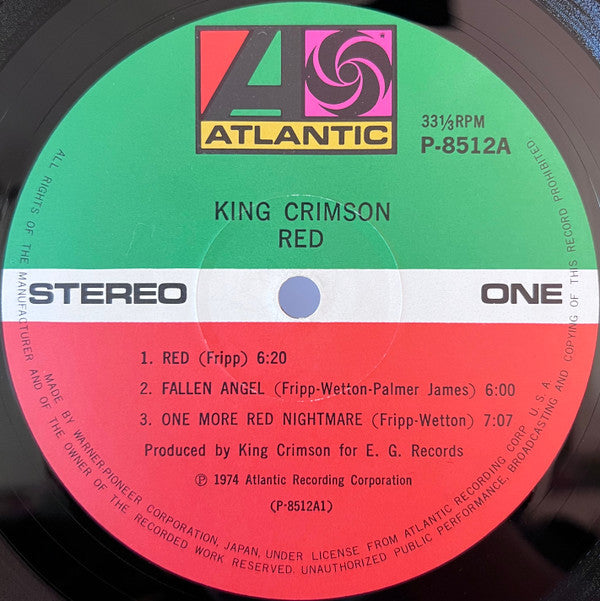 ATLANTIC
33⅓RPM
P-8512A
KING CRIMSON
RED
STEREO
ONE
1. RED (Fripp) 6:20
2. FALLEN ANGEL (Fripp-Wetton-Palmer James) 6:00
3. ONE MORE RED NIGHTMARE (Fripp-Wetton) 7:07
Produced by King Crimson for E. G. Records
℗ 1974 Atlantic Recording Corporation
(P-8512A1)
MADE BY WARNER-PIONEER CORPORATION, JAPAN, UNDER LICENSE FROM ATLANTIC RECORDING CORP. U.S.A.
ALL RIGHTS OF THE MANUFACTURER AND OF THE OWNER OF THE RECORDED WORK RESERVED. UNAUTHORIZED PUBLIC PERFORMANCE, BROADCASTING AND COPYING OF THIS RECORD PROHIBITED